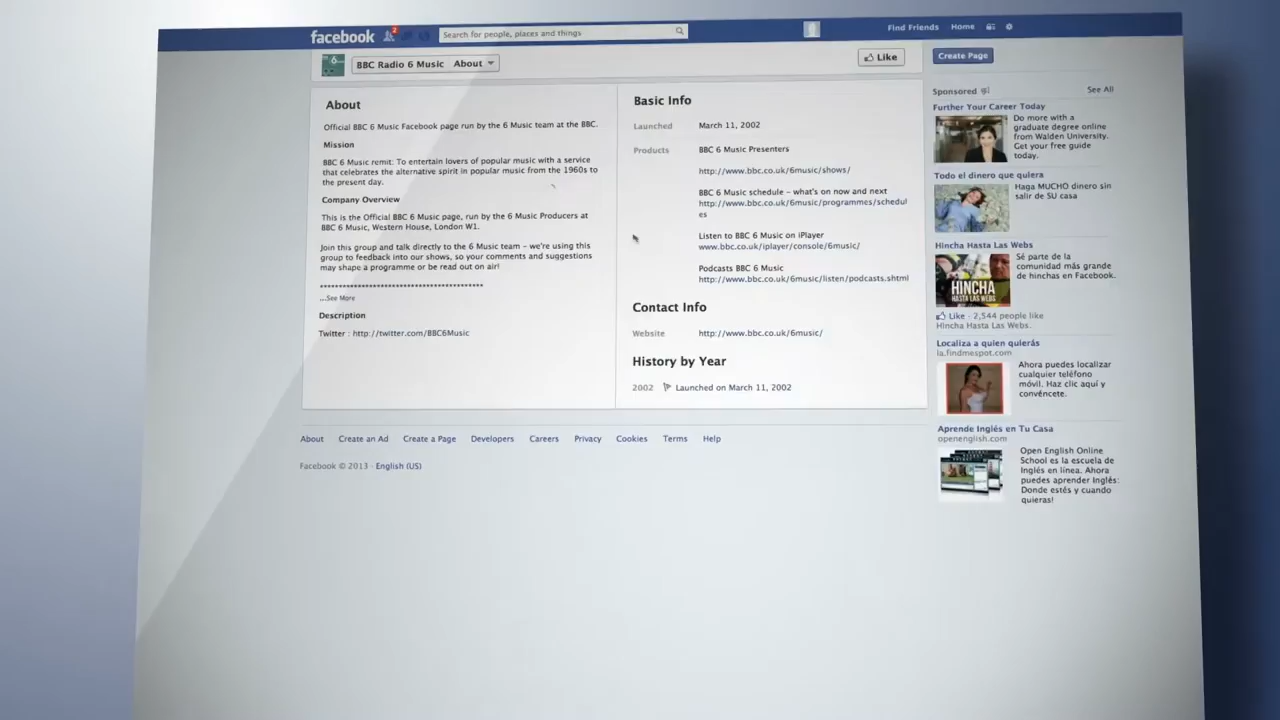 facebook
2
Search for people, places and things
Find Friends
Home
6
BBC Radio 6 Music
About
Like
Create Page
About
Official BBC 6 Music Facebook page run by the 6 Music team at the BBC.
Mission
BBC 6 Music remit: To entertain lovers of popular music with a service
that celebrates the alternative spirit in popular music from the 1960s to
the present day.
Company Overview
This is the Official BBC 6 Music page, run by the 6 Music Producers at
BBC 6 Music, Western House, London W1.
Join this group and talk directly to the 6 Music team – we're using this
group to feedback into our shows, so your comments and suggestions
may shape a programme or be read out on air!
...See More
Description
Twitter : http://twitter.com/BBC6Music
Basic Info
Launched March 11, 2002
Products BBC 6 Music Presenters
http://www.bbc.co.uk/6music/shows/
BBC 6 Music schedule – what's on now and next
http://www.bbc.co.uk/6music/programmes/schedul
es
Listen to BBC 6 Music on iPlayer
www.bbc.co.uk/iplayer/console/6music/
Podcasts BBC 6 Music
http://www.bbc.co.uk/6music/listen/podcasts.shtml
Contact Info
Website http://www.bbc.co.uk/6music/
History by Year
2002 Launched on March 11, 2002
Sponsored
See All
Further Your Career Today
Do more with a
graduate degree online
from Walden University.
Get your free guide
today.
Todo el dinero que quiera
Haga MUCHO dinero sin
salir de SU casa
Hincha Hasta Las Webs
HINCHA
HASTA LAS WEBS
Sé parte de la
comunidad más grande
de hinchas en Facebook.
Like · 2,544 people like
Hincha Hasta Las Webs.
Localiza a quien quierás
la.findmespot.com
Ahora puedes localizar
cualquier teléfono
móvil. Haz clic aquí y
convéncete.
Aprende Inglés en Tu Casa
openenglish.com
Open English Online
School es la escuela de
Inglés en línea. Ahora
puedes aprender Inglés:
Donde estés y cuando
quieras!
About
Create an Ad
Create a Page
Developers
Careers
Privacy
Cookies
Terms
Help
Facebook © 2013 · English (US)